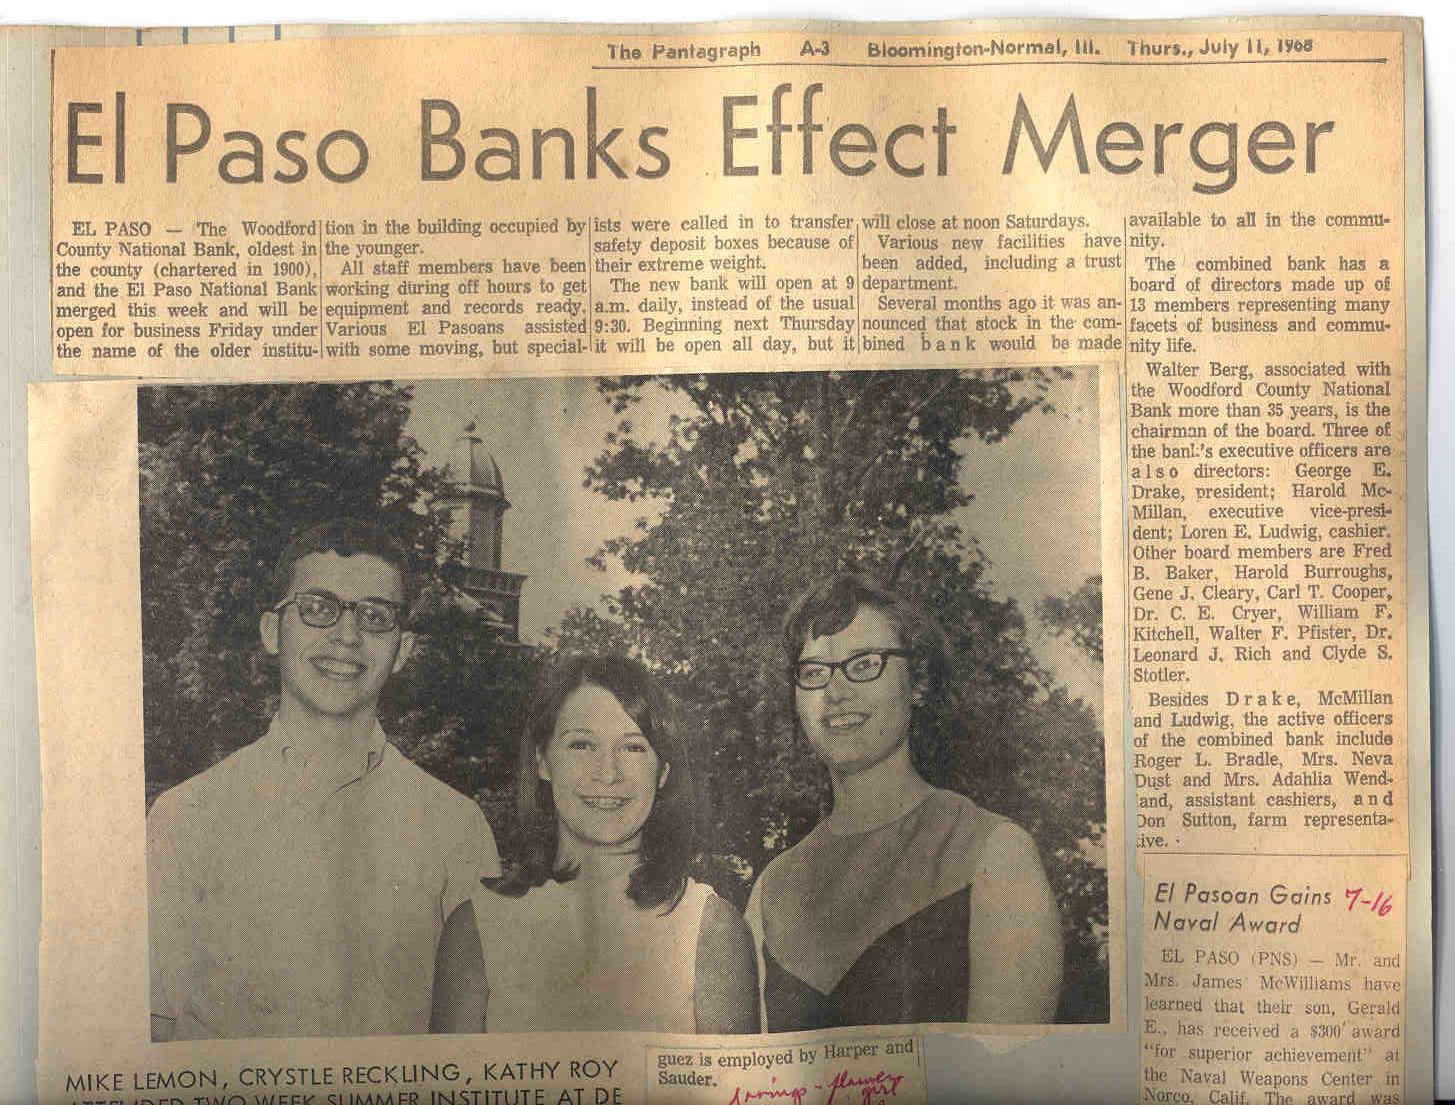 The Pantagraph A-3 Bloomington-Normal, Ill. Thurs., July 11, 1968
El Paso Banks Effect Merger
EL PASO — The Woodford
County National Bank, oldest in
the county (chartered in 1900),
and the El Paso National Bank
merged this week and will be
open for business Friday under
the name of the older institu-
tion in the building occupied by
the younger.
All staff members have been
working during off hours to get
equipment and records ready.
Various El Pasoans assisted
with some moving, but special-
ists were called in to transfer
safety deposit boxes because of
their extreme weight.
The new bank will open at 9
a.m. daily, instead of the usual
9:30. Beginning next Thursday
it will be open all day, but it
will close at noon Saturdays.
Various new facilities have
been added, including a trust
department.
Several months ago it was an-
nounced that stock in the com-
bined bank would be made
available to all in the commu-
nity.
The combined bank has a
board of directors made up of
13 members representing many
facets of business and commu-
nity life.
Walter Berg, associated with
the Woodford County National
Bank more than 35 years, is the
chairman of the board. Three of
the bank's executive officers are
also directors: George E.
Drake, president; Harold Mc-
Millan, executive vice-presi-
dent; Loren E. Ludwig, cashier.
Other board members are Fred
B. Baker, Harold Burroughs,
Gene J. Cleary, Carl T. Cooper,
Dr. C. E. Cryer, William F.
Kitchell, Walter F. Pfister, Dr.
Leonard J. Rich and Clyde S.
Stotler.
Besides Drake, McMillan
and Ludwig, the active officers
of the combined bank include
Roger L. Bradle, Mrs. Neva
Dust and Mrs. Adahlia Wend-
and, assistant cashiers, and
Don Sutton, farm representa-
tive.
El Pasoan Gains 7-16
Naval Award
EL PASO (PNS) — Mr. and
Mrs. James McWilliams have
learned that their son, Gerald
E., has received a $300 award
"for superior achievement" at
the Naval Weapons Center in
Norco, Calif. The award was
MIKE LEMON, CRYSTLE RECKLING, KATHY ROY
ATTENDED TWO WEEK SUMMER INSTITUTE AT DE
guez is employed by Harper and
Sauder.